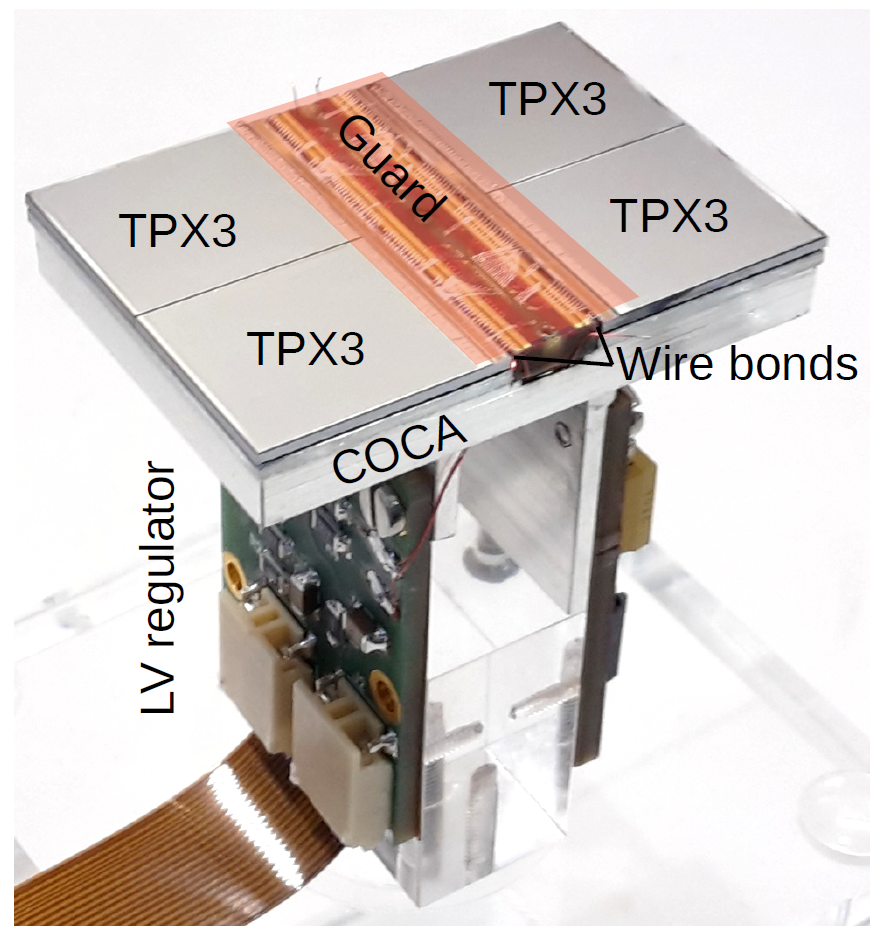 TPX3
Guard
TPX3
TPX3
TPX3
Wire bonds
COCA
LV regulator